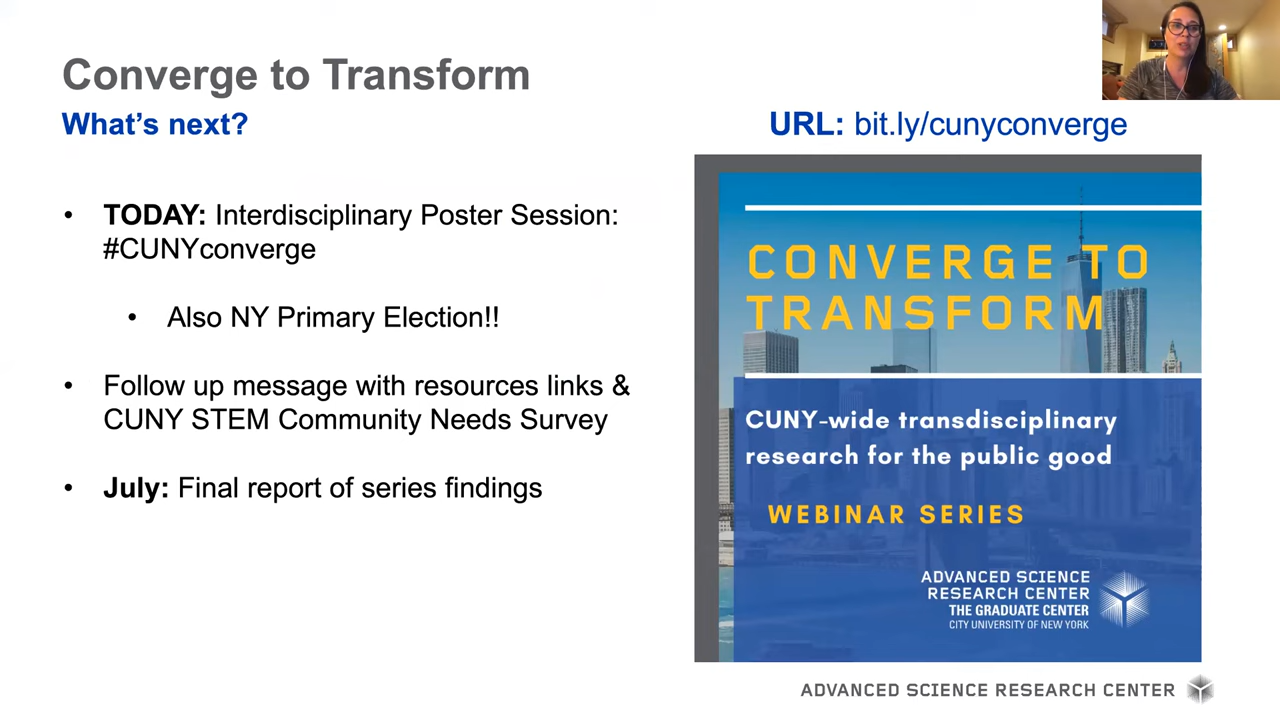 Converge to Transform
What's next?
URL: bit.ly/cunyconverge
• TODAY: Interdisciplinary Poster Session:
#CUNYconverge
• Also NY Primary Election!!
• Follow up message with resources links &
CUNY STEM Community Needs Survey
• July: Final report of series findings
CONVERGE TO
TRANSFORM
CUNY-wide transdisciplinary
research for the public good
WEBINAR SERIES
ADVANCED SCIENCE
RESEARCH CENTER
THE GRADUATE CENTER
CITY UNIVERSITY OF NEW YORK
ADVANCED SCIENCE RESEARCH CENTER